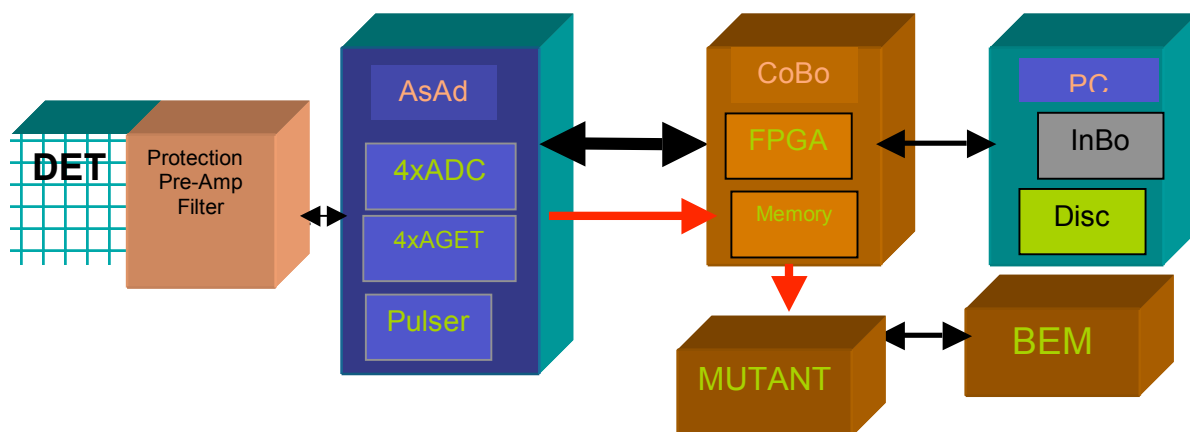 DET
Protection
Pre-Amp
Filter
AsAd
4xADC
4xAGET
Pulser
CoBo
FPGA
Memory
PC
InBo
Disc
MUTANT
BEM